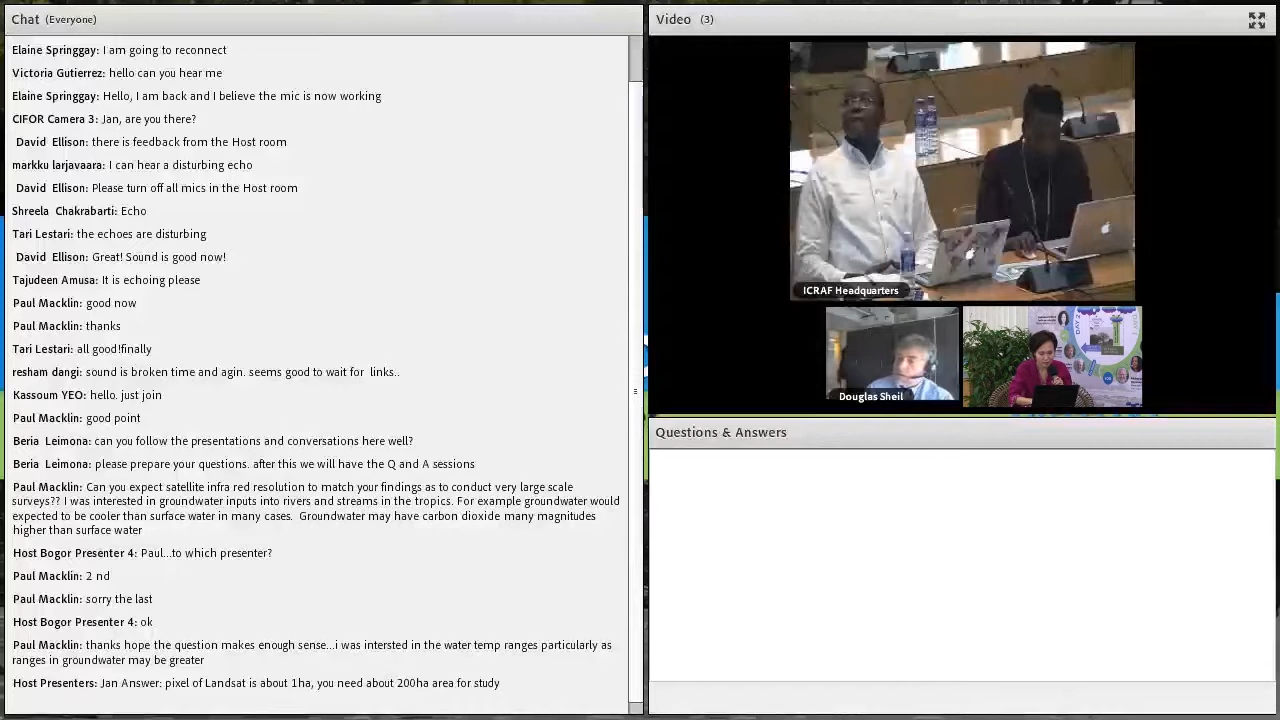 Chat (Everyone)
Elaine Springgay: I am going to reconnect
Victoria Gutierrez: hello can you hear me
Elaine Springgay: Hello, I am back and I believe the mic is now working
CIFOR Camera 3: Jan, are you there?
David Ellison: there is feedback from the Host room
markku larjavaara: I can hear a disturbing echo
David Ellison: Please turn off all mics in the Host room
Shreela Chakrabarti: Echo
Tari Lestari: the echoes are disturbing
David Ellison: Great! Sound is good now!
Tajudeen Amusa: It is echoing please
Paul Macklin: good now
Paul Macklin: thanks
Tari Lestari: all good!finally
resham dangi: sound is broken time and agin. seems good to wait for links..
Kassoum YEO: hello. just join
Paul Macklin: good point
Beria Leimona: can you follow the presentations and conversations here well?
Beria Leimona: please prepare your questions. after this we will have the Q and A sessions
Paul Macklin: Can you expect satellite infra red resolution to match your findings as to conduct very large scale
surveys?? I was interested in groundwater inputs into rivers and streams in the tropics. For example groundwater would
expected to be cooler than surface water in many cases. Groundwater may have carbon dioxide many magnitudes
higher than surface water
Host Bogor Presenter 4: Paul...to which presenter?
Paul Macklin: 2 nd
Paul Macklin: sorry the last
Host Bogor Presenter 4: ok
Paul Macklin: thanks hope the question makes enough sense...i was intersted in the water temp ranges particularly as
ranges in groundwater may be greater
Host Presenters: Jan Answer: pixel of Landsat is about 1ha, you need about 200ha area for study
Video (3)
ICRAF Headquarters
Douglas Sheil
DAY 2
Questions & Answers